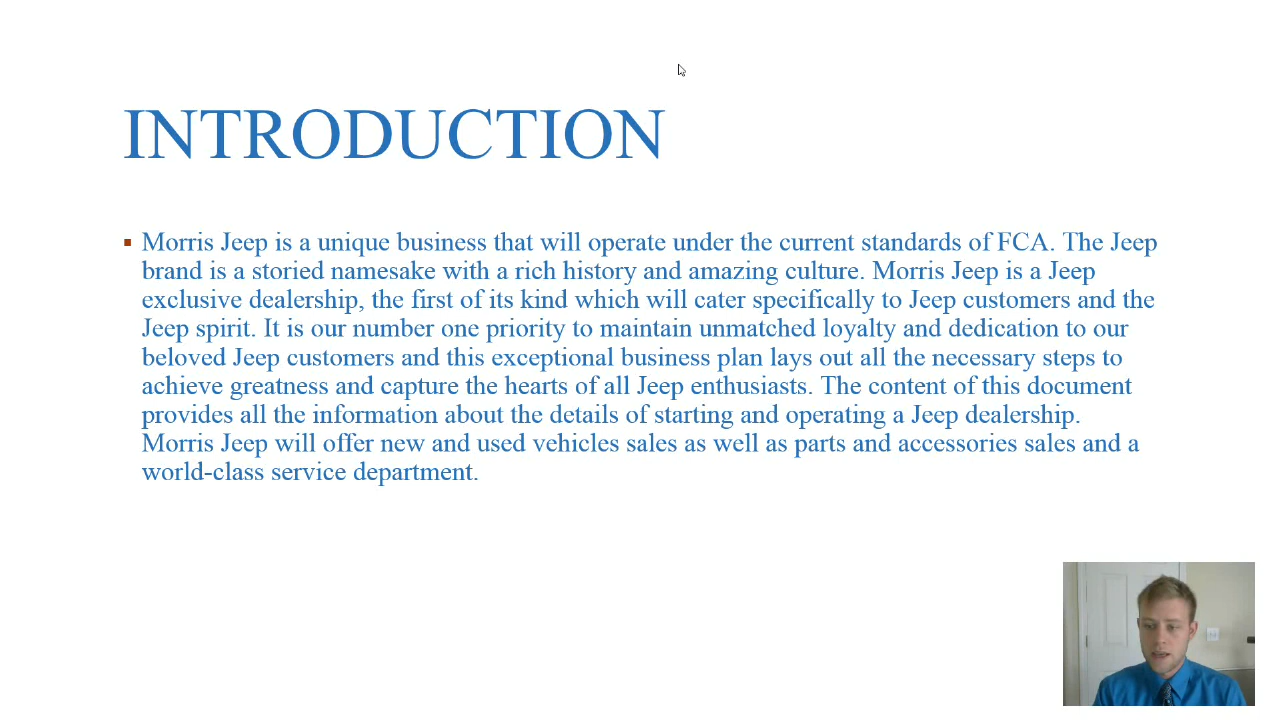 INTRODUCTION
Morris Jeep is a unique business that will operate under the current standards of FCA. The Jeep
brand is a storied namesake with a rich history and amazing culture. Morris Jeep is a Jeep
exclusive dealership, the first of its kind which will cater specifically to Jeep customers and the
Jeep spirit. It is our number one priority to maintain unmatched loyalty and dedication to our
beloved Jeep customers and this exceptional business plan lays out all the necessary steps to
achieve greatness and capture the hearts of all Jeep enthusiasts. The content of this document
provides all the information about the details of starting and operating a Jeep dealership.
Morris Jeep will offer new and used vehicles sales as well as parts and accessories sales and a
world-class service department.